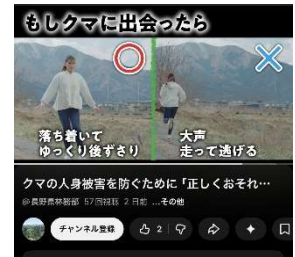 もしクマに出会ったら
落ち着いて
ゆっくり後ずさり
大声
走って逃げる
クマの人身被害を防ぐために「正しくおそれ…
@長野県林務部 57回視聴 2日前 ...その他
チャンネル登録
2